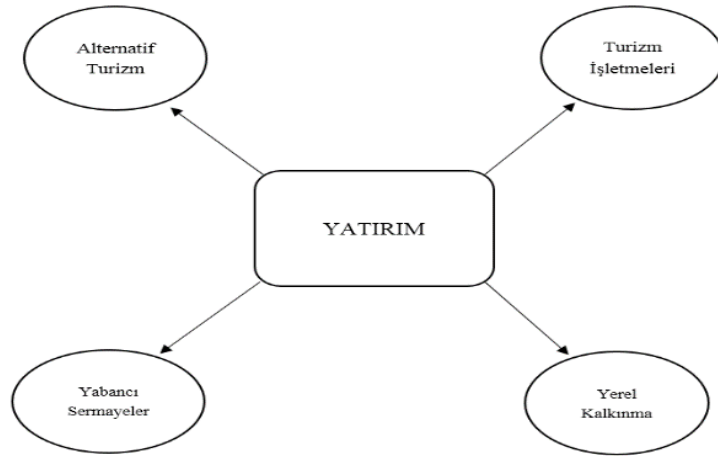 Alternatif
Turizm
Turizm
İşletmeleri
YATIRIM
Yabancı
Sermayeler
Yerel
Kalkınma